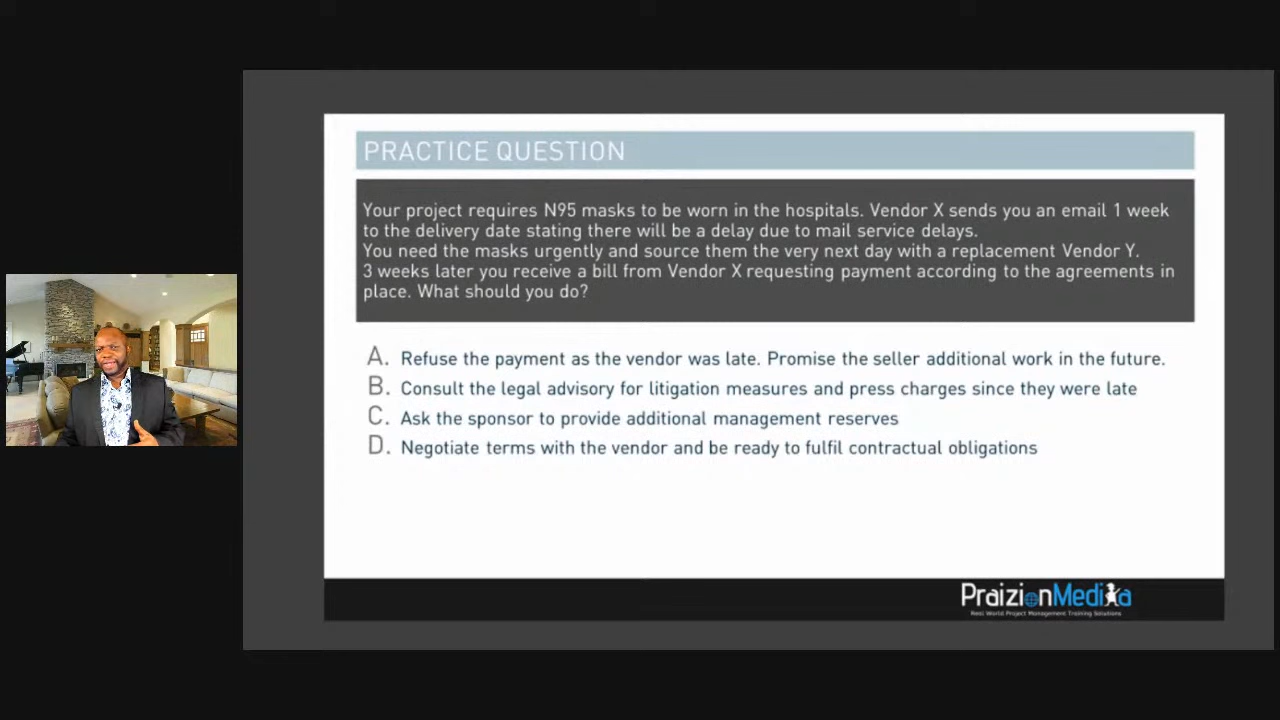 PRACTICE QUESTION
Your project requires N95 masks to be worn in the hospitals. Vendor X sends you an email 1 week
to the delivery date stating there will be a delay due to mail service delays.
You need the masks urgently and source them the very next day with a replacement Vendor Y.
3 weeks later you receive a bill from Vendor X requesting payment according to the agreements in
place. What should you do?
A. Refuse the payment as the vendor was late. Promise the seller additional work in the future.
B. Consult the legal advisory for litigation measures and press charges since they were late
C. Ask the sponsor to provide additional management reserves
D. Negotiate terms with the vendor and be ready to fulfil contractual obligations
PraizionMedia
Real World Project Management Training Solutions